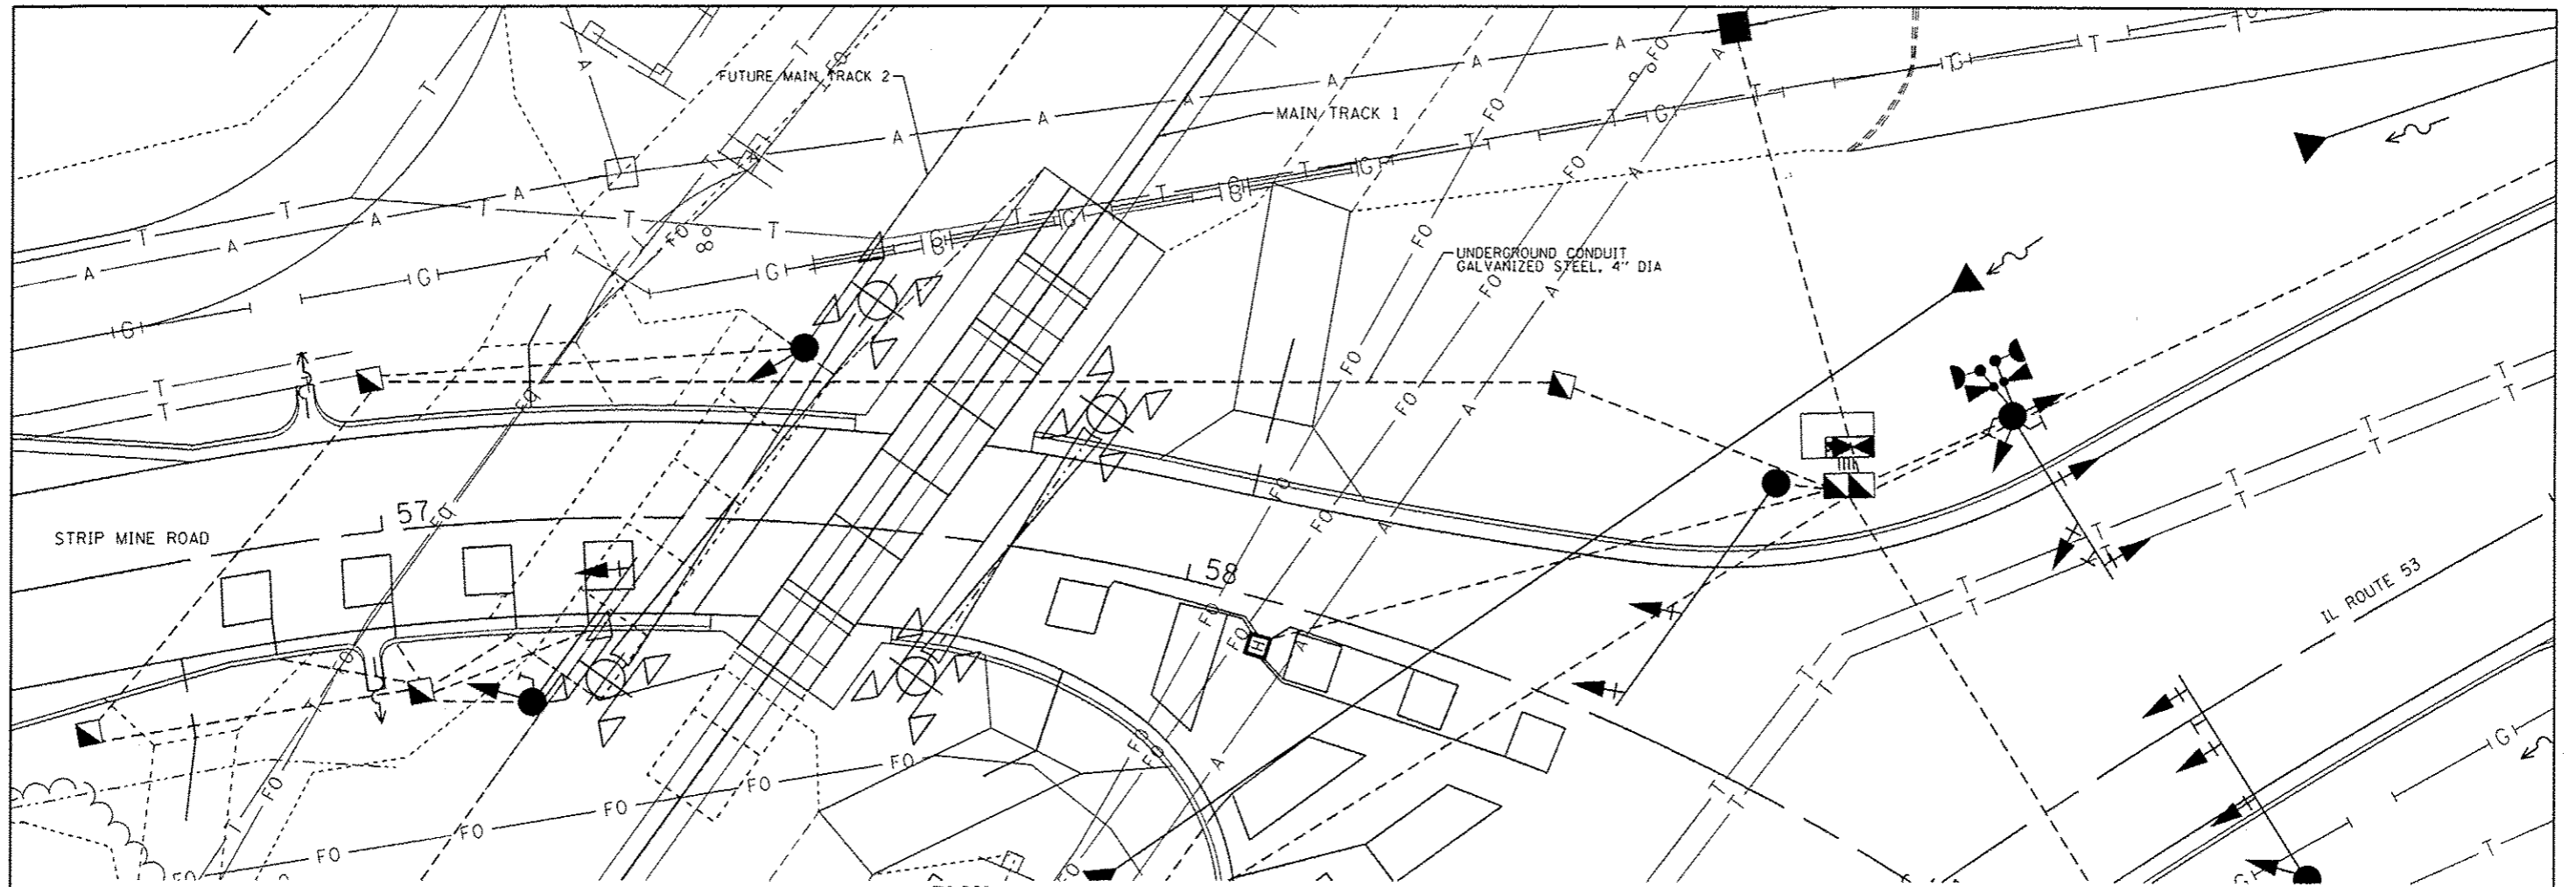 FUTURE MAIN TRACK 2
MAIN TRACK 1
UNDERGROUND CONDUIT
GALVANIZED STEEL, 4" DIA
57
STRIP MINE ROAD
58
IL ROUTE 53
A
T
G
FO
H